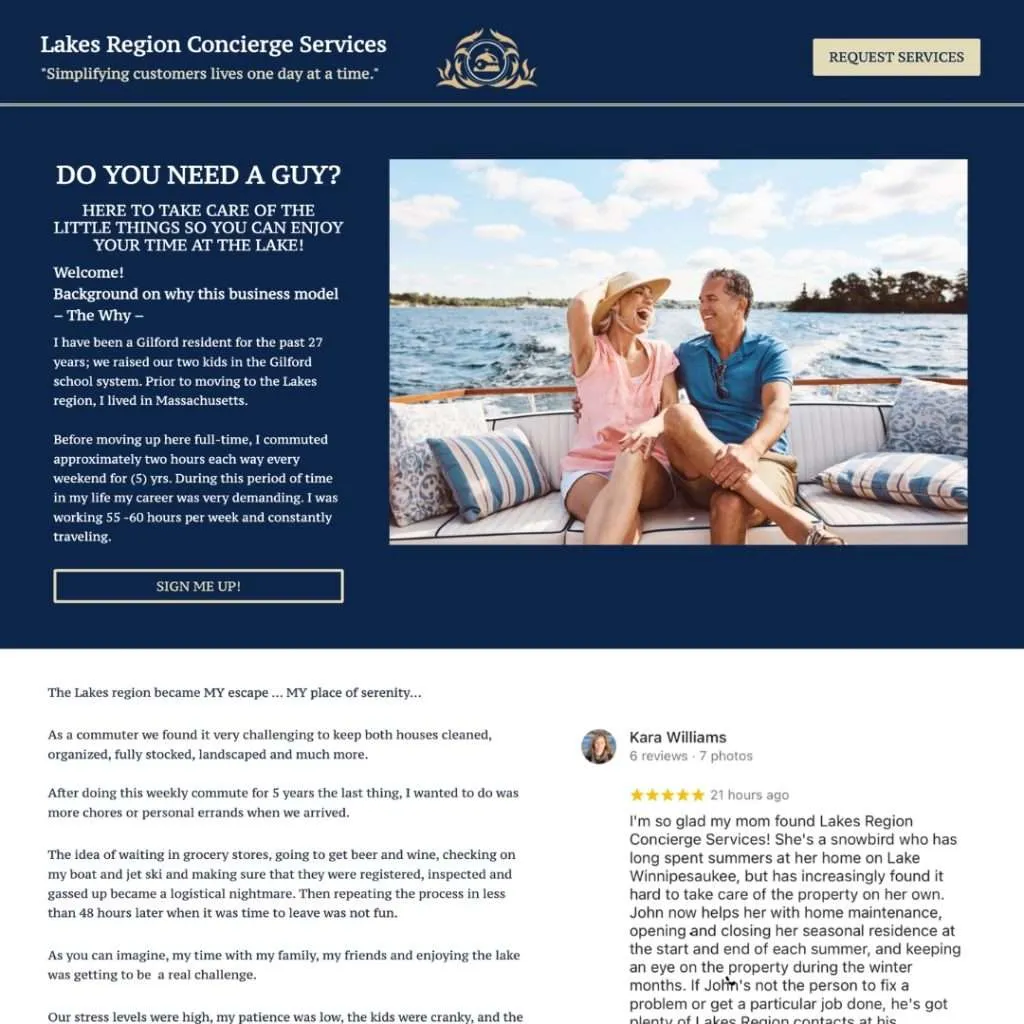 Lakes Region Concierge Services
"Simplifying customers lives one day at a time."
REQUEST SERVICES
DO YOU NEED A GUY?
HERE TO TAKE CARE OF THE
LITTLE THINGS SO YOU CAN ENJOY
YOUR TIME AT THE LAKE!
Welcome!
Background on why this business model
– The Why –
I have been a Gilford resident for the past 27
years; we raised our two kids in the Gilford
school system. Prior to moving to the Lakes
region, I lived in Massachusetts.
Before moving up here full-time, I commuted
approximately two hours each way every
weekend for (5) yrs. During this period of time
in my life my career was very demanding. I was
working 55 -60 hours per week and constantly
traveling.
SIGN ME UP!
The Lakes region became MY escape … MY place of serenity…
As a commuter we found it very challenging to keep both houses cleaned,
organized, fully stocked, landscaped and much more.
After doing this weekly commute for 5 years the last thing, I wanted to do was
more chores or personal errands when we arrived.
The idea of waiting in grocery stores, going to get beer and wine, checking on
my boat and jet ski and making sure that they were registered, inspected and
gassed up became a logistical nightmare. Then repeating the process in less
than 48 hours later when it was time to leave was not fun.
As you can imagine, my time with my family, my friends and enjoying the lake
was getting to be  a real challenge.
Our stress levels were high, my patience was low, the kids were cranky, and the
Kara Williams
6 reviews · 7 photos
21 hours ago
I'm so glad my mom found Lakes Region
Concierge Services! She's a snowbird who has
long spent summers at her home on Lake
Winnipesaukee, but has increasingly found it
hard to take care of the property on her own.
John now helps her with home maintenance,
opening and closing her seasonal residence at
the start and end of each summer, and keeping
an eye on the property during the winter
months. If John's not the person to fix a
problem or get a particular job done, he's got
plenty of Lakes Region contacts at his